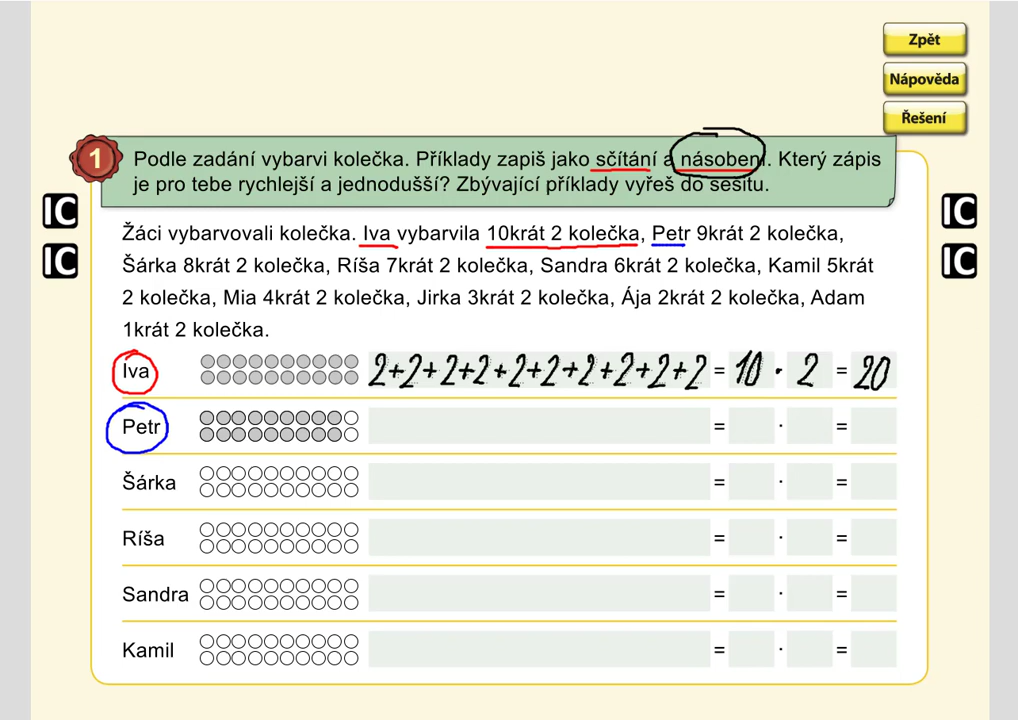 Zpět
Nápověda
Řešení
1 Podle zadání vybarvi kolečka. Příklady zapiš jako sčítání a násobení. Který zápis
je pro tebe rychlejší a jednodušší? Zbývající příklady vyřeš do sešitu.
IC IC
IC IC
Žáci vybarvovali kolečka. Iva vybarvila 10krát 2 kolečka, Petr 9krát 2 kolečka,
Šárka 8krát 2 kolečka, Ríša 7krát 2 kolečka, Sandra 6krát 2 kolečka, Kamil 5krát
2 kolečka, Mia 4krát 2 kolečka, Jirka 3krát 2 kolečka, Ája 2krát 2 kolečka, Adam
1krát 2 kolečka.
Iva 2+2+2+2+2+2+2+2+2+2 = 10 · 2 = 20
Petr = · =
Šárka = · =
Ríša = · =
Sandra = · =
Kamil = · =